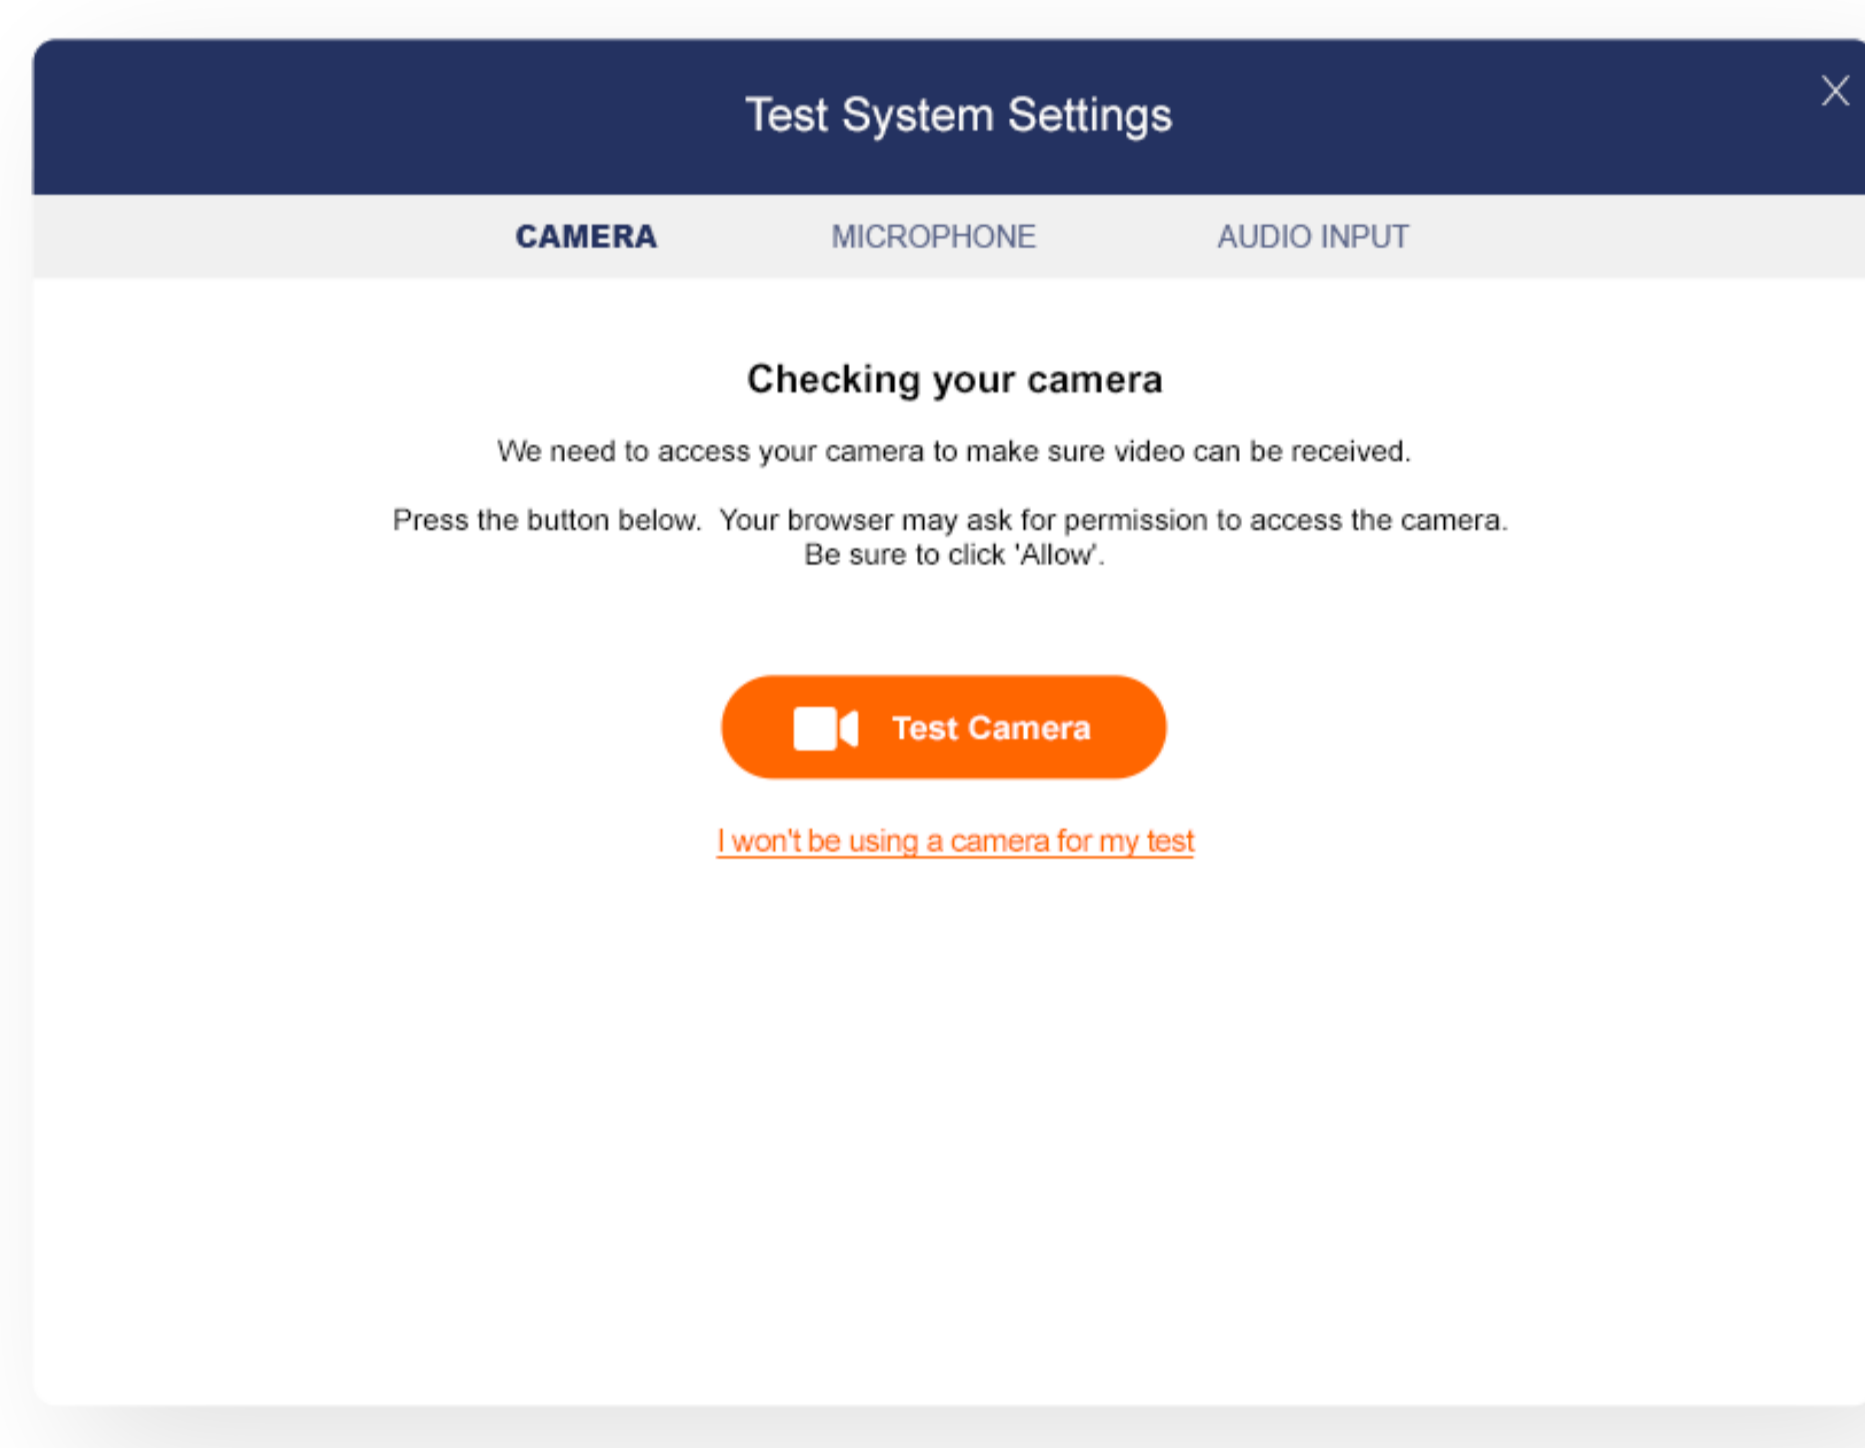 Test System Settings
CAMERA MICROPHONE AUDIO INPUT
Checking your camera
We need to access your camera to make sure video can be received.
Press the button below.  Your browser may ask for permission to access the camera.
Be sure to click 'Allow'.
Test Camera
I won't be using a camera for my test